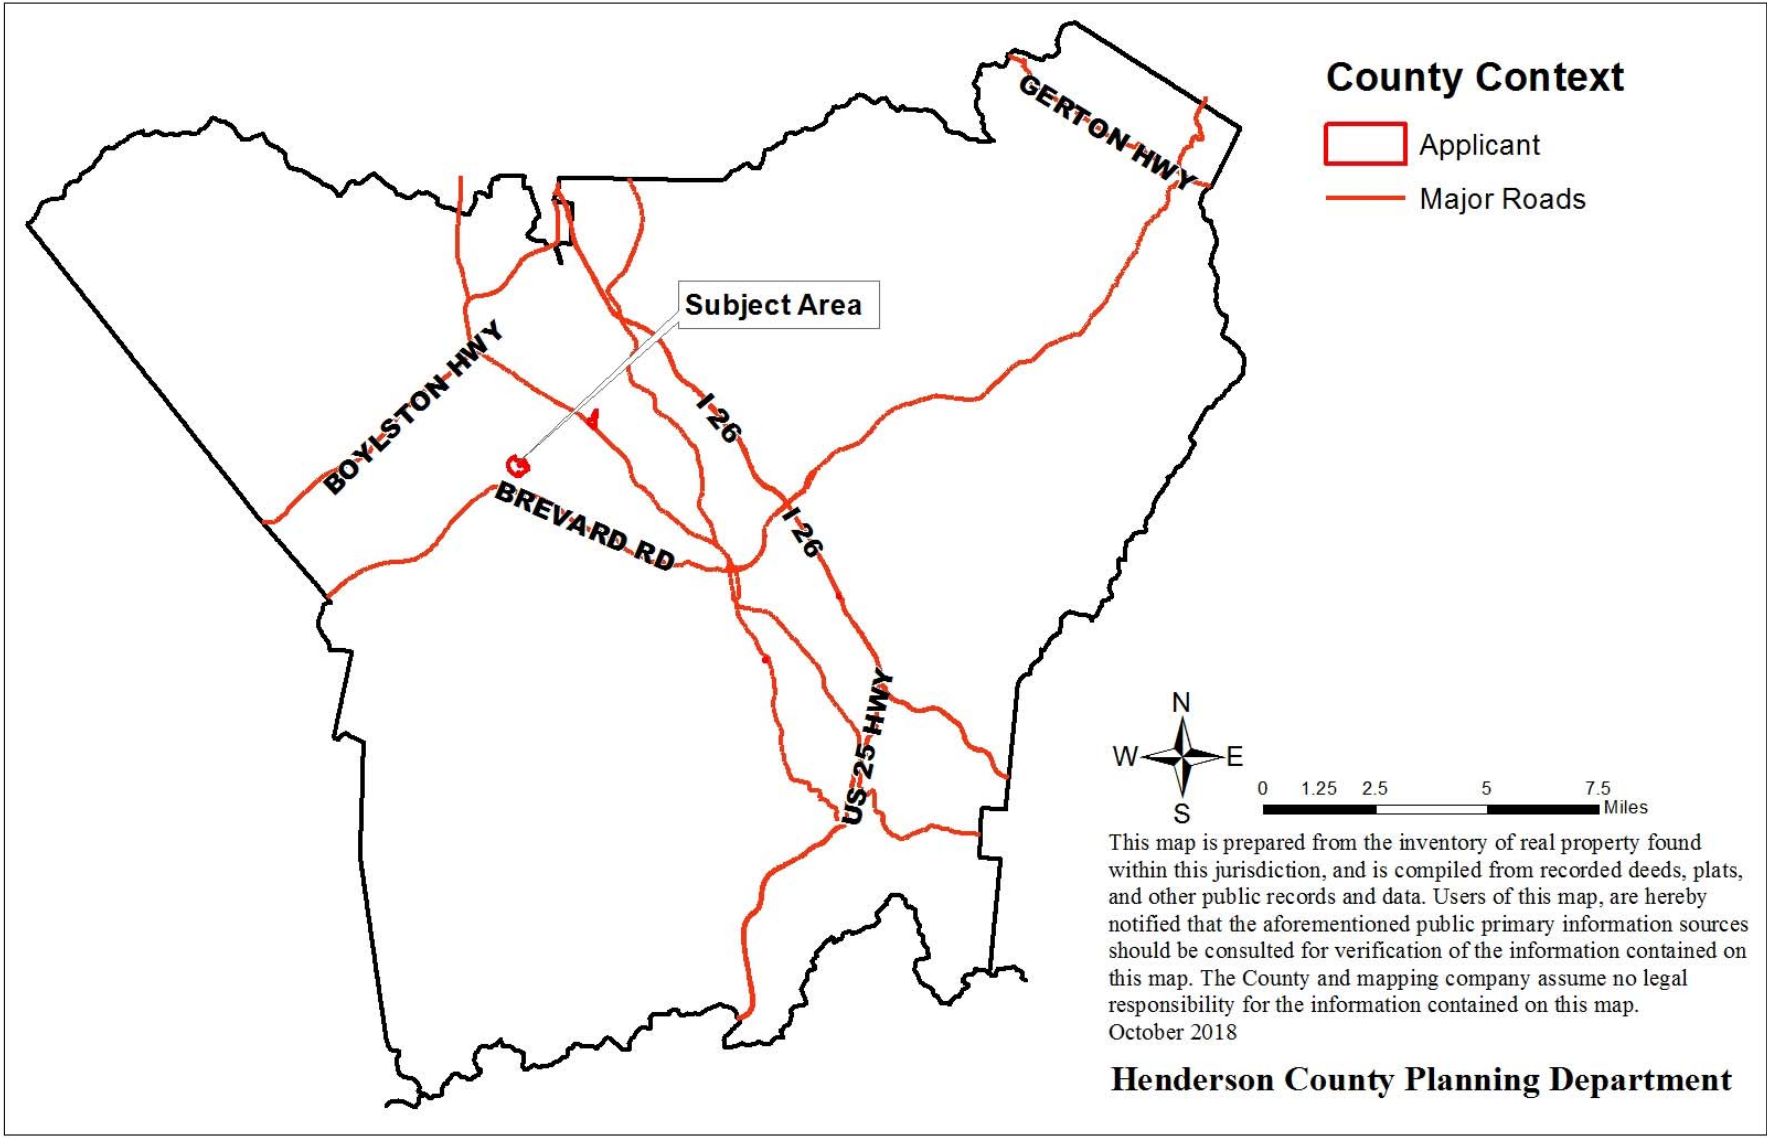 County Context
Applicant
Major Roads
GERTON HWY
Subject Area
BOYLSTON HWY
I 26
BREVARD RD
I 26
US 25 HWY
N
W E
S
0 1.25 2.5 5 7.5
Miles
This map is prepared from the inventory of real property found
within this jurisdiction, and is compiled from recorded deeds, plats,
and other public records and data. Users of this map, are hereby
notified that the aforementioned public primary information sources
should be consulted for verification of the information contained on
this map. The County and mapping company assume no legal
responsibility for the information contained on this map.
October 2018
Henderson County Planning Department